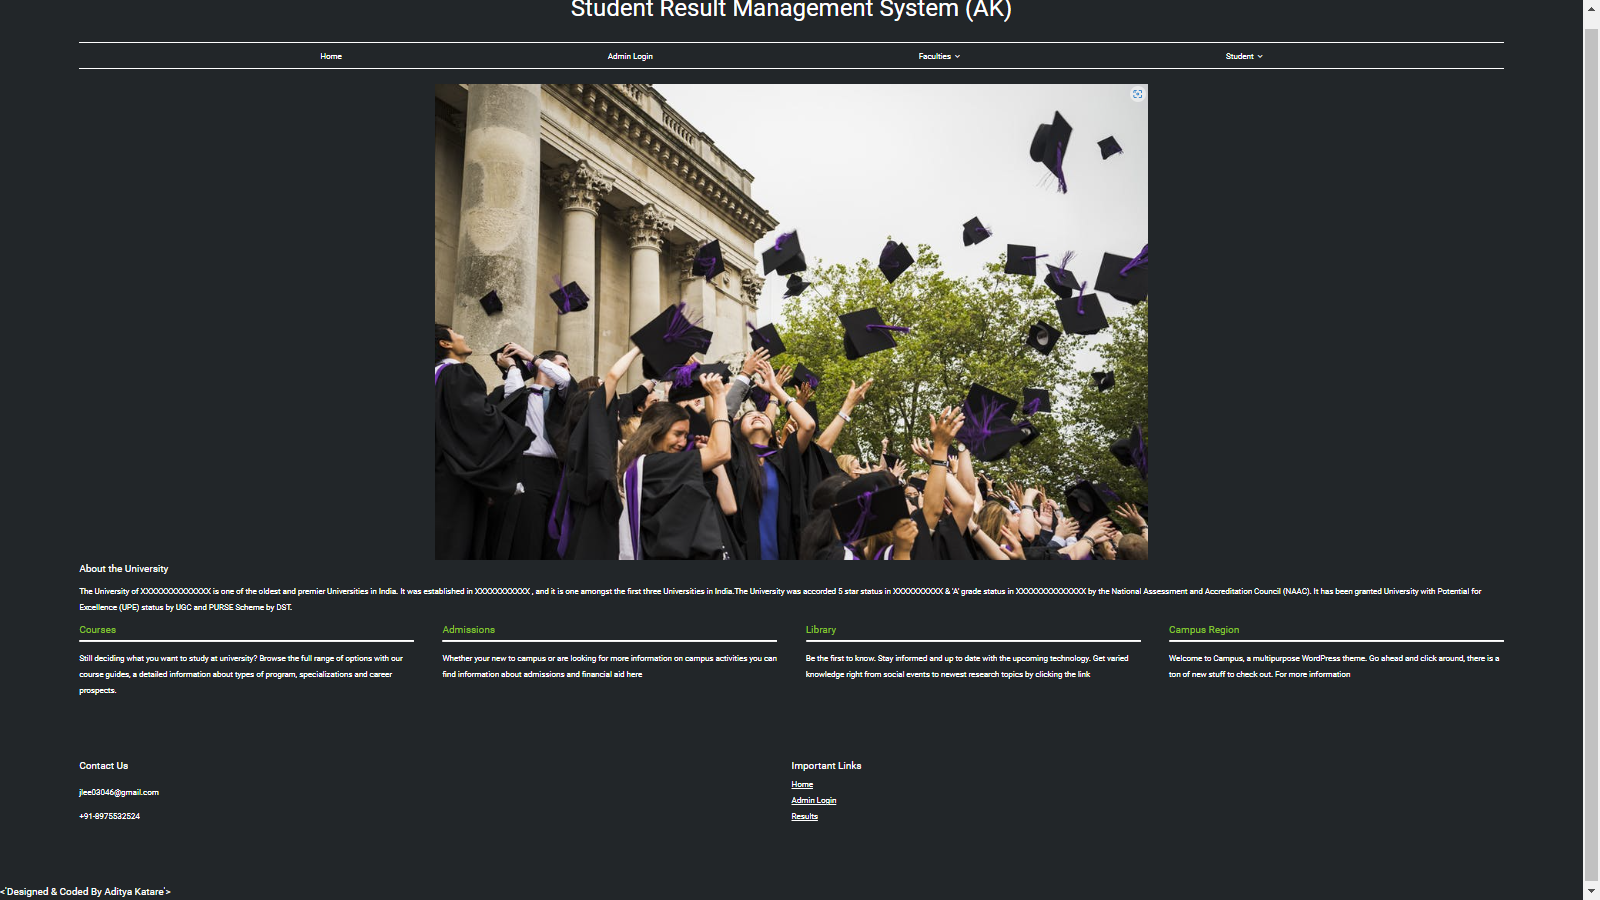 Student Result Management System (AK)
Home Admin Login Faculties Student
About the University
The University of XXXXXXXXXXXXXX is one of the oldest and premier Universities in India. It was established in XXXXXXXXXXX , and it is one amongst the first three Universities in India.The University was accorded 5 star status in XXXXXXXXXX & 'A' grade status in XXXXXXXXXXXXXX by the National Assessment and Accreditation Council (NAAC). It has been granted University with Potential for
Excellence (UPE) status by UGC and PURSE Scheme by DST.
Courses
Still deciding what you want to study at university? Browse the full range of options with our
course guides, a detailed information about types of program, specializations and career
prospects.
Admissions
Whether your new to campus or are looking for more information on campus activities you can
find information about admissions and financial aid here
Library
Be the first to know. Stay informed and up to date with the upcoming technology. Get varied
knowledge right from social events to newest research topics by clicking the link
Campus Region
Welcome to Campus, a multipurpose WordPress theme. Go ahead and click around, there is a
ton of new stuff to check out. For more information
Contact Us
jlee03046@gmail.com
+91-8975532524
Important Links
Home
Admin Login
Results
<'Designed & Coded By Aditya Katare'>